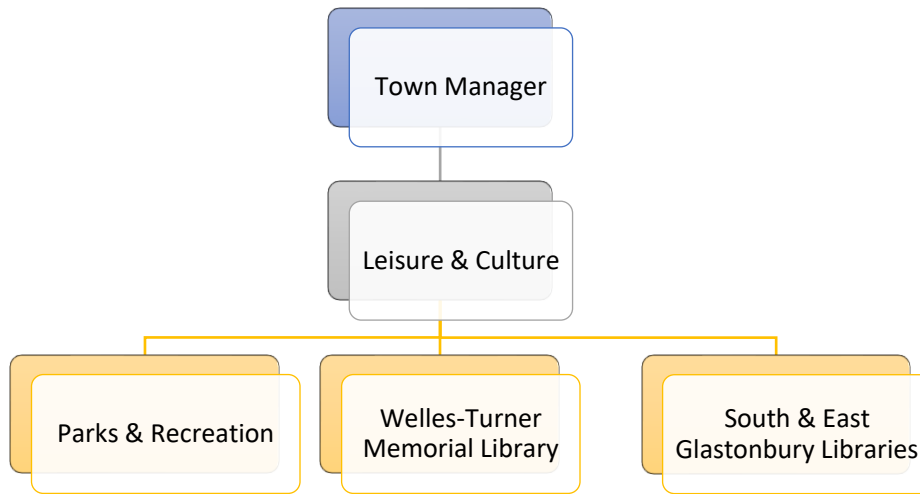 Town Manager
Leisure & Culture
Parks & Recreation
Welles-Turner
Memorial Library
South & East
Glastonbury Libraries